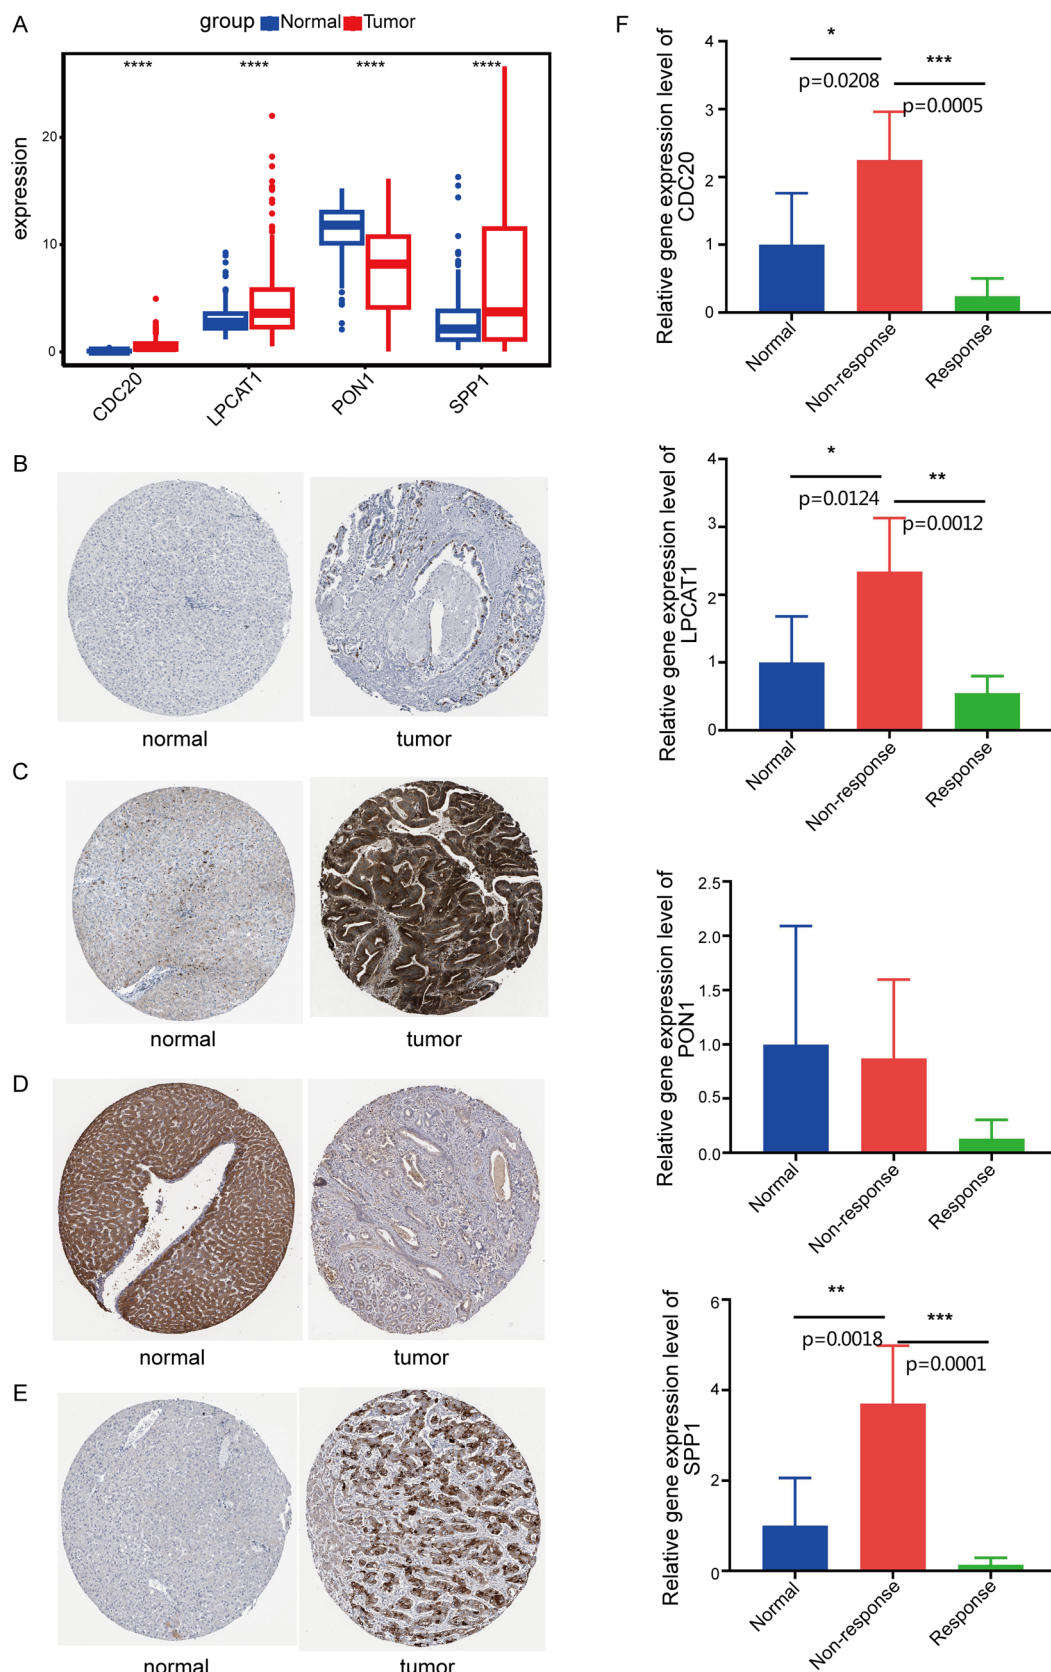 A
group Normal Tumor
**** **** **** ****
expression
20
10
0
CDC20 LPCAT1 PON1 SPP1
B
normal tumor
C
normal tumor
D
normal tumor
E
normal tumor
F
Relative gene expression level of
CDC20
4
3
2
1
0
*
p=0.0208
***
p=0.0005
Normal Non-response Response
Relative gene expression level of
LPCAT1
4
3
2
1
0
*
p=0.0124
**
p=0.0012
Normal Non-response Response
Relative gene expression level of
PON1
2.5
2.0
1.5
1.0
0.5
0.0
Normal Non-response Response
Relative gene expression level of
SPP1
6
4
2
0
**
p=0.0018
***
p=0.0001
Normal Non-response Response